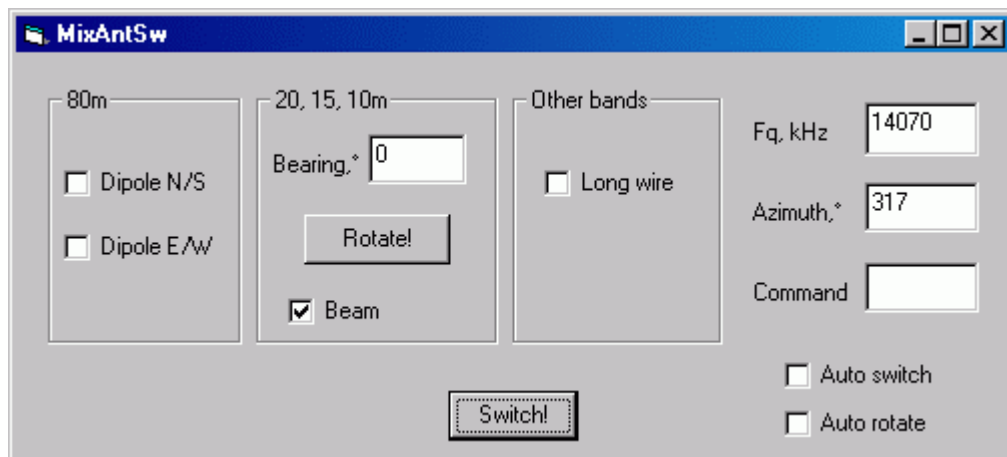 MixAntSw
80m
Dipole N/S
Dipole E/W
20, 15, 10m
Bearing,° 0
Rotate!
Beam
Other bands
Long wire
Fq, kHz 14070
Azimuth,° 317
Command
Switch!
Auto switch
Auto rotate